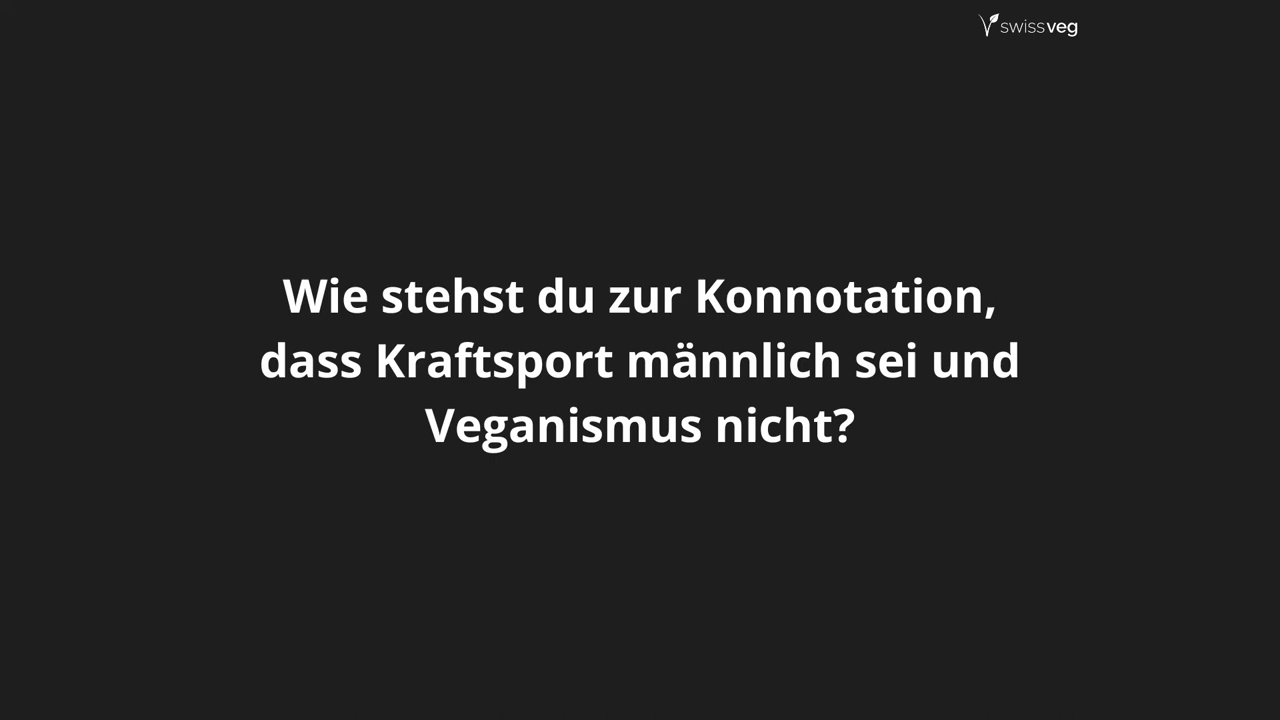 swissveg
Wie stehst du zur Konnotation,
dass Kraftsport männlich sei und
Veganismus nicht?